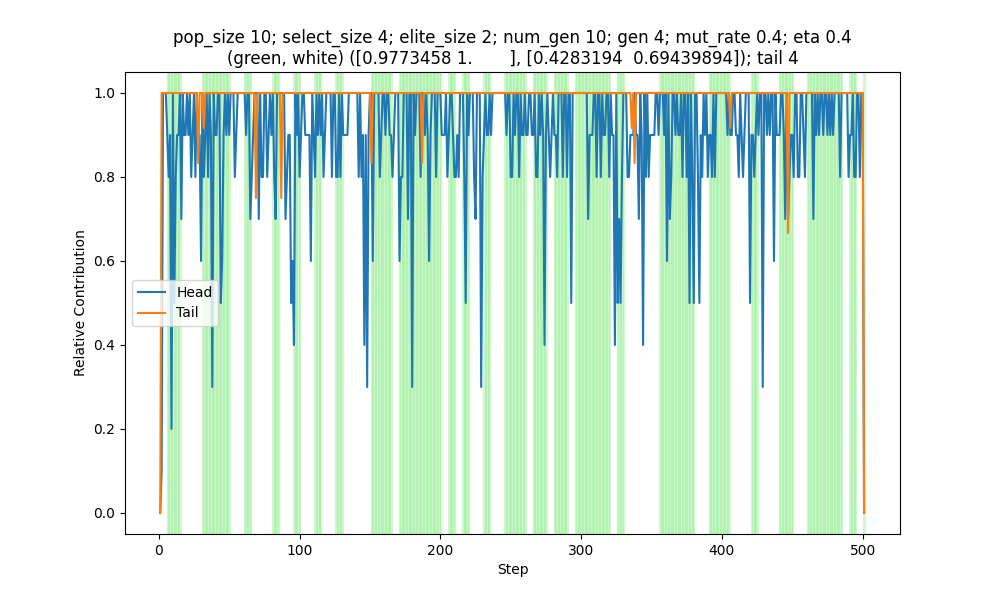 pop_size 10; select_size 4; elite_size 2; num_gen 10; gen 4; mut_rate 0.4; eta 0.4
(green, white) ([0.9773458 1.       ], [0.4283194  0.69439894]); tail 4
1.0
0.8
0.6
0.4
0.2
0.0
Relative Contribution
Head
Tail
0
100
200
300
400
500
Step